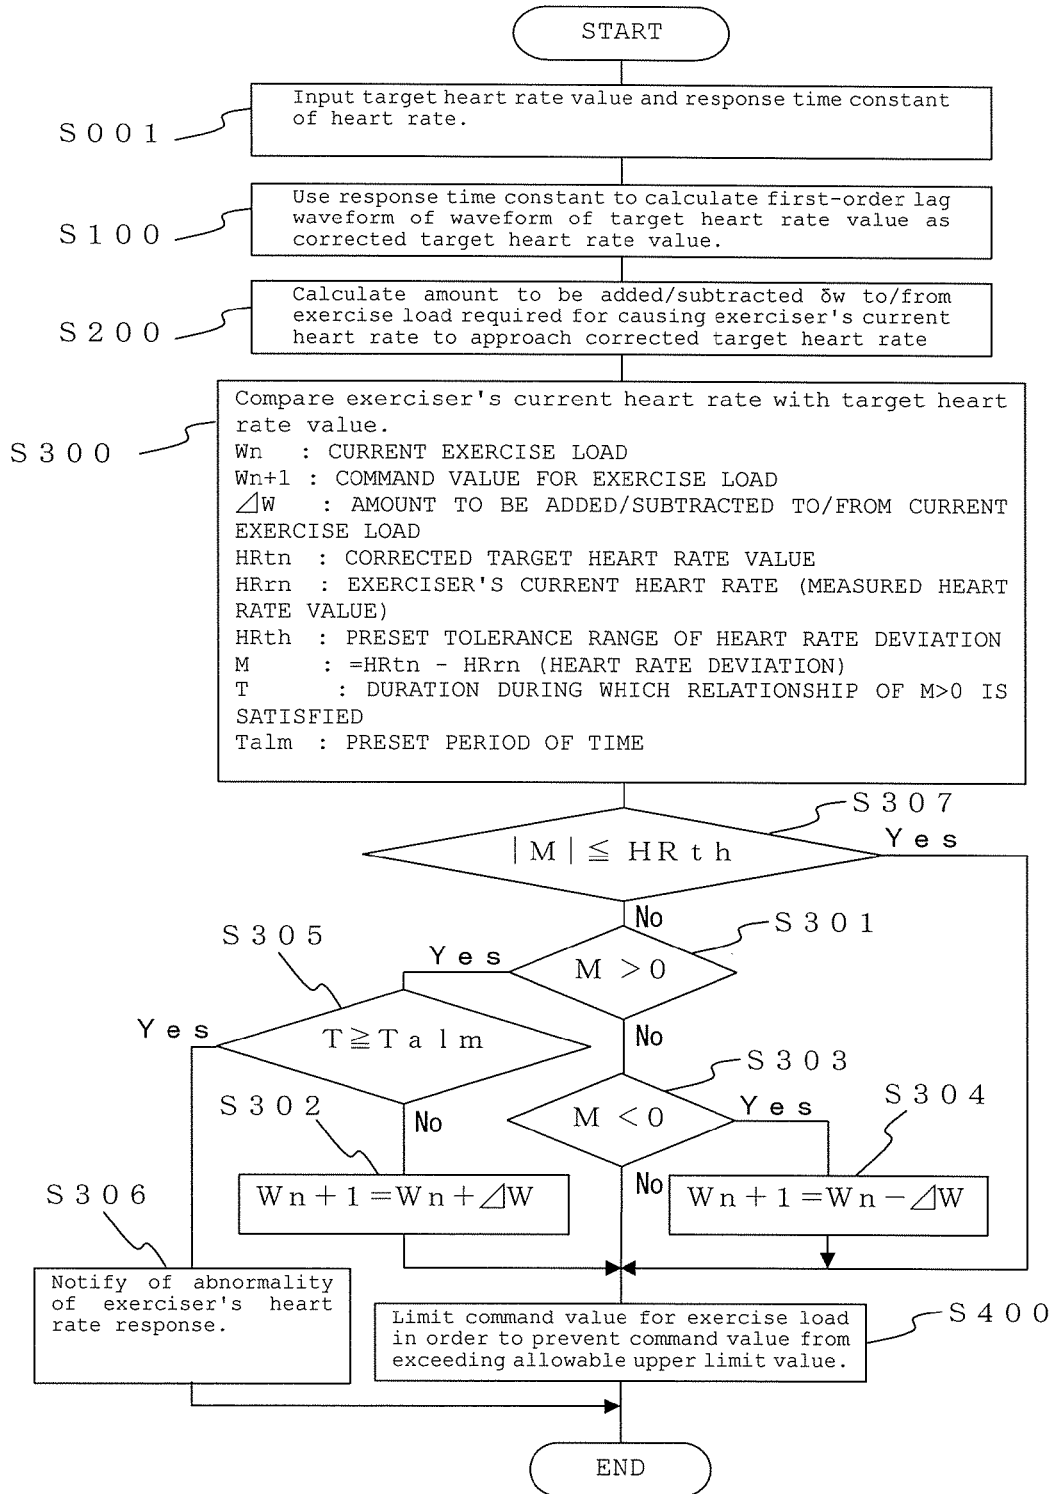 START
Input target heart rate value and response time constant
of heart rate.
S001
Use response time constant to calculate first-order lag
waveform of waveform of target heart rate value as
corrected target heart rate value.
S100
Calculate amount to be added/subtracted δw to/from
exercise load required for causing exerciser's current
heart rate to approach corrected target heart rate
S200
Compare exerciser's current heart rate with target heart
rate value.
S300
Wn : CURRENT EXERCISE LOAD
Wn+1 : COMMAND VALUE FOR EXERCISE LOAD
⊿W : AMOUNT TO BE ADDED/SUBTRACTED TO/FROM CURRENT
EXERCISE LOAD
HRtn : CORRECTED TARGET HEART RATE VALUE
HRrn : EXERCISER'S CURRENT HEART RATE (MEASURED HEART
RATE VALUE)
HRth : PRESET TOLERANCE RANGE OF HEART RATE DEVIATION
M : =HRtn - HRrn (HEART RATE DEVIATION)
T : DURATION DURING WHICH RELATIONSHIP OF M>0 IS
SATISFIED
Talm : PRESET PERIOD OF TIME
S307
|M|≦ HRth
Yes
No
S301
S305
Yes
M >0
Yes
T≧Talm
No
S303
S302
No
M <0
Yes
S304
S306
Wn+1=Wn+⊿W
No
Wn+1=Wn−⊿W
Notify of abnormality
of exerciser's heart
rate response.
Limit command value for exercise load
in order to prevent command value from
exceeding allowable upper limit value.
S400
END